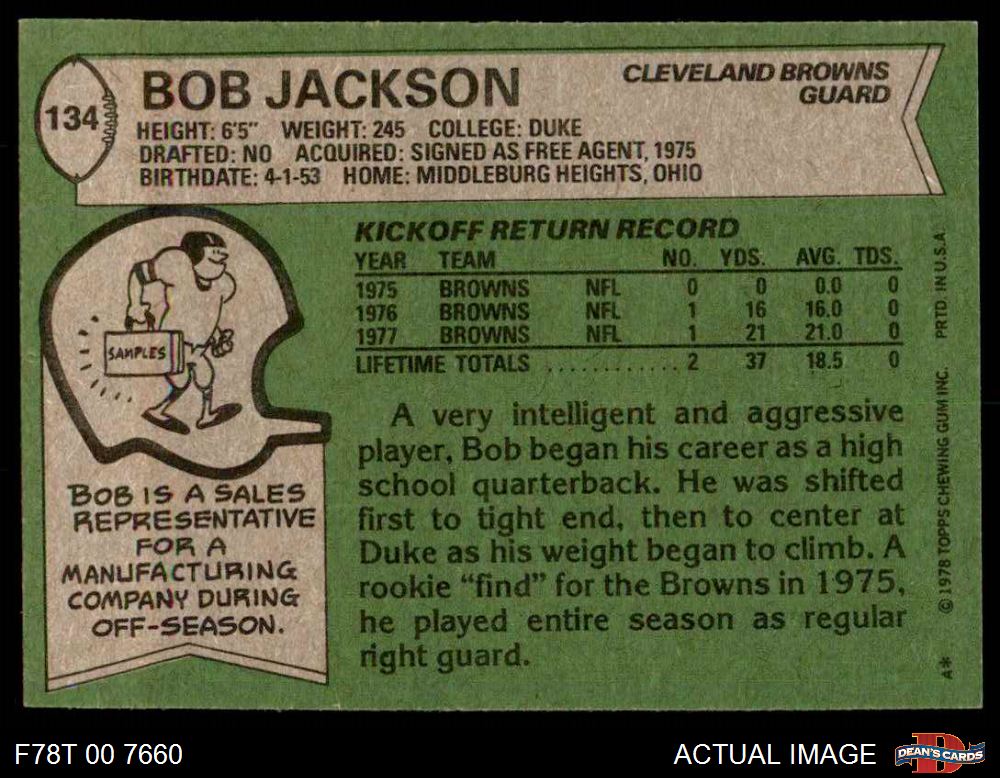 134
BOB JACKSON
CLEVELAND BROWNS
GUARD
HEIGHT: 6'5" WEIGHT: 245 COLLEGE: DUKE
DRAFTED: NO ACQUIRED: SIGNED AS FREE AGENT, 1975
BIRTHDATE: 4-1-53 HOME: MIDDLEBURG HEIGHTS, OHIO
SAMPLES
BOB IS A SALES
REPRESENTATIVE
FOR A
MANUFACTURING
COMPANY DURING
OFF-SEASON.
KICKOFF RETURN RECORD
YEAR TEAM NO. YDS. AVG. TDS.
1975 BROWNS NFL 0 0 0.0 0
1976 BROWNS NFL 1 16 16.0 0
1977 BROWNS NFL 1 21 21.0 0
LIFETIME TOTALS ............ 2 37 18.5 0
A very intelligent and aggressive
player, Bob began his career as a high
school quarterback. He was shifted
first to tight end, then to center at
Duke as his weight began to climb. A
rookie "find" for the Browns in 1975,
he played entire season as regular
right guard.
A* © 1978 TOPPS CHEWING GUM INC. PRTD. IN U.S.A.
F78T 00 7660
ACTUAL IMAGE
D
DEAN'S CARDS